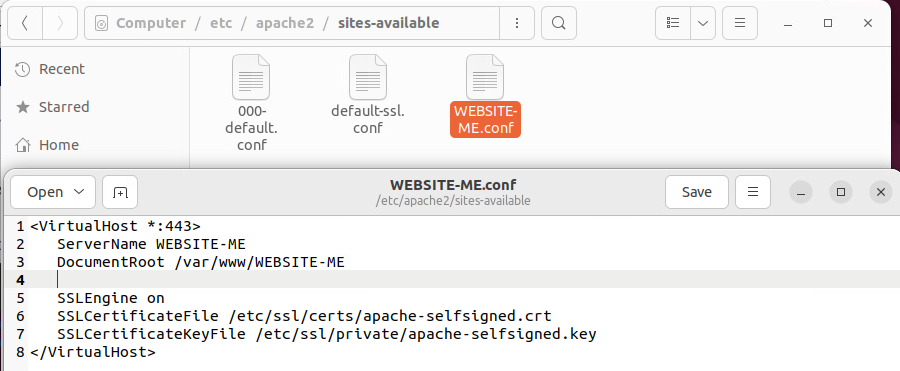 Computer / etc / apache2 / sites-available
Recent
Starred
Home
000-
default.
conf
default-ssl.
conf
WEBSITE-
ME.conf
Open
WEBSITE-ME.conf
/etc/apache2/sites-available
Save
1 <VirtualHost *:443>
2 ServerName WEBSITE-ME
3 DocumentRoot /var/www/WEBSITE-ME
4
5 SSLEngine on
6 SSLCertificateFile /etc/ssl/certs/apache-selfsigned.crt
7 SSLCertificateKeyFile /etc/ssl/private/apache-selfsigned.key
8 </VirtualHost>